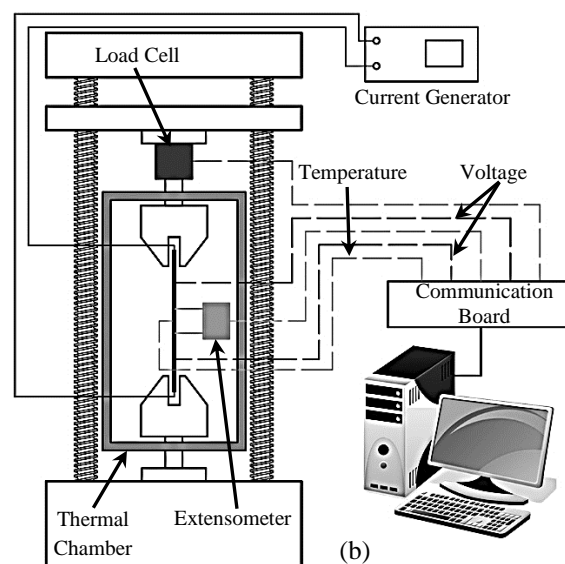 Load Cell
Current Generator
Temperature
Voltage
Communication
Board
Thermal
Chamber
Extensometer
(b)